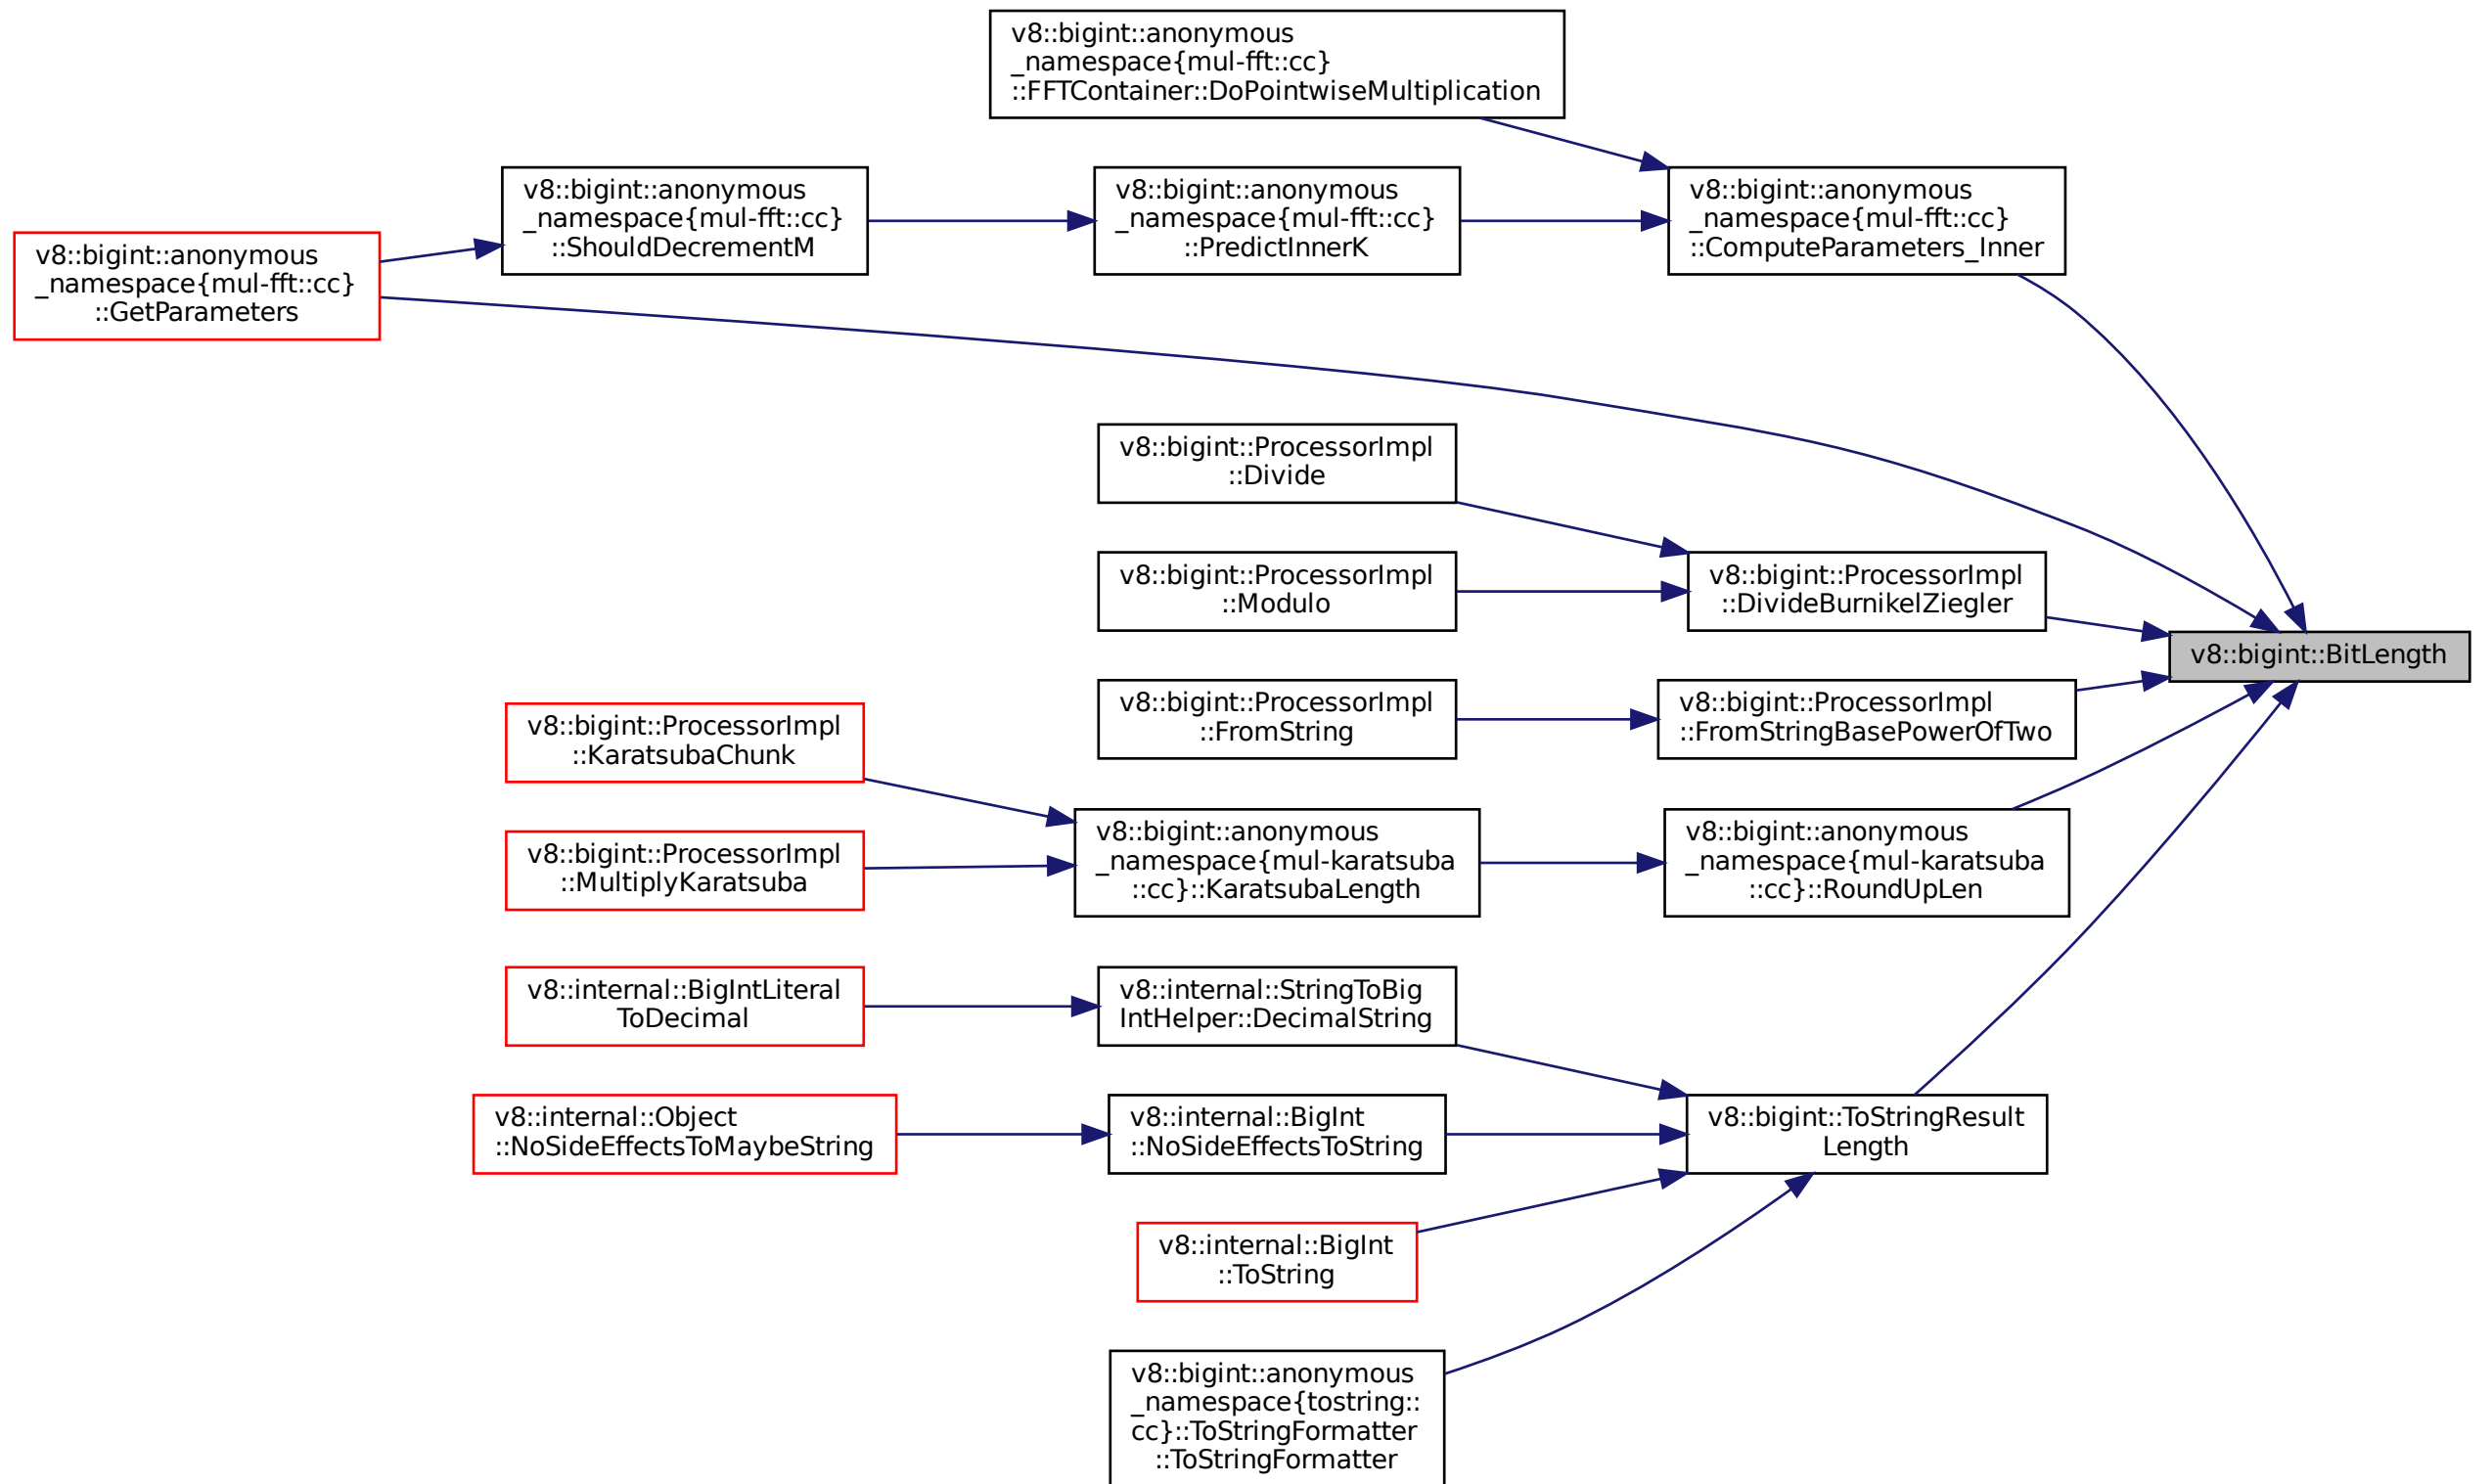 v8::bigint::anonymous
_namespace{mul-fft::cc}
::FFTContainer::DoPointwiseMultiplication
v8::bigint::anonymous
_namespace{mul-fft::cc}
::ShouldDecrementM
v8::bigint::anonymous
_namespace{mul-fft::cc}
::PredictInnerK
v8::bigint::anonymous
_namespace{mul-fft::cc}
::ComputeParameters_Inner
v8::bigint::anonymous
_namespace{mul-fft::cc}
::GetParameters
v8::bigint::ProcessorImpl
::Divide
v8::bigint::ProcessorImpl
::Modulo
v8::bigint::ProcessorImpl
::DivideBurnikelZiegler
v8::bigint::BitLength
v8::bigint::ProcessorImpl
::FromString
v8::bigint::ProcessorImpl
::FromStringBasePowerOfTwo
v8::bigint::ProcessorImpl
::KaratsubaChunk
v8::bigint::ProcessorImpl
::MultiplyKaratsuba
v8::bigint::anonymous
_namespace{mul-karatsuba
::cc}::KaratsubaLength
v8::bigint::anonymous
_namespace{mul-karatsuba
::cc}::RoundUpLen
v8::internal::BigIntLiteral
ToDecimal
v8::internal::StringToBig
IntHelper::DecimalString
v8::internal::Object
::NoSideEffectsToMaybeString
v8::internal::BigInt
::NoSideEffectsToString
v8::bigint::ToStringResult
Length
v8::internal::BigInt
::ToString
v8::bigint::anonymous
_namespace{tostring::
cc}::ToStringFormatter
::ToStringFormatter